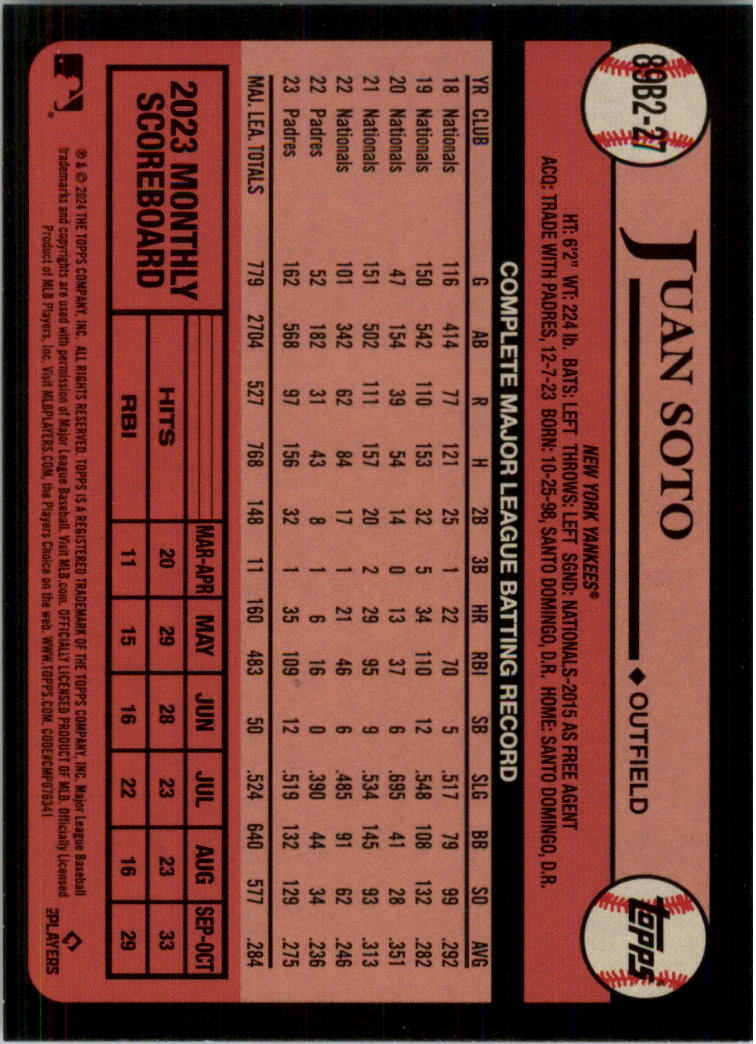 89B2-27
JUAN SOTO
◆ OUTFIELD
topps
NEW YORK YANKEES®
HT: 6'2" WT: 224 lb. BATS: LEFT THROWS: LEFT SGND: NATIONALS-2015 AS FREE AGENT
ACQ: TRADE WITH PADRES, 12-7-23 BORN: 10-25-98, SANTO DOMINGO, D.R. HOME: SANTO DOMINGO, D.R.
COMPLETE MAJOR LEAGUE BATTING RECORD
YR CLUB G AB R H 2B 3B HR RBI SB SLG BB SO AVG
18 Nationals 116 414 77 121 25 1 22 70 5 .517 79 99 .292
19 Nationals 150 542 110 153 32 5 34 110 12 .548 108 132 .282
20 Nationals 47 154 39 54 14 0 13 37 6 .695 41 28 .351
21 Nationals 151 502 111 157 20 2 29 95 9 .534 145 93 .313
22 Nationals 101 342 62 84 17 1 21 46 6 .485 91 62 .246
22 Padres 52 182 31 43 8 1 6 16 0 .390 44 34 .236
23 Padres 162 568 97 156 32 1 35 109 12 .519 132 129 .275
MAJ. LEA. TOTALS 779 2704 527 768 148 11 160 483 50 .524 640 577 .284
2023 MONTHLY
SCOREBOARD
MAR-APR MAY JUN JUL AUG SEP-OCT
HITS 20 29 28 23 23 33
RBI 11 15 16 22 16 29
® & © 2024 THE TOPPS COMPANY, INC. ALL RIGHTS RESERVED. TOPPS IS A REGISTERED TRADEMARK OF THE TOPPS COMPANY, INC. Major League Baseball
trademarks and copyrights are used with permission of Major League Baseball. Visit MLB.com. OFFICIALLY LICENSED PRODUCT OF MLB. Officially Licensed
Product of MLB Players, Inc. Visit MLBPLAYERS.COM, the Players Choice on the web. WWW.TOPPS.COM. CODE#CMP076341
PLAYERS